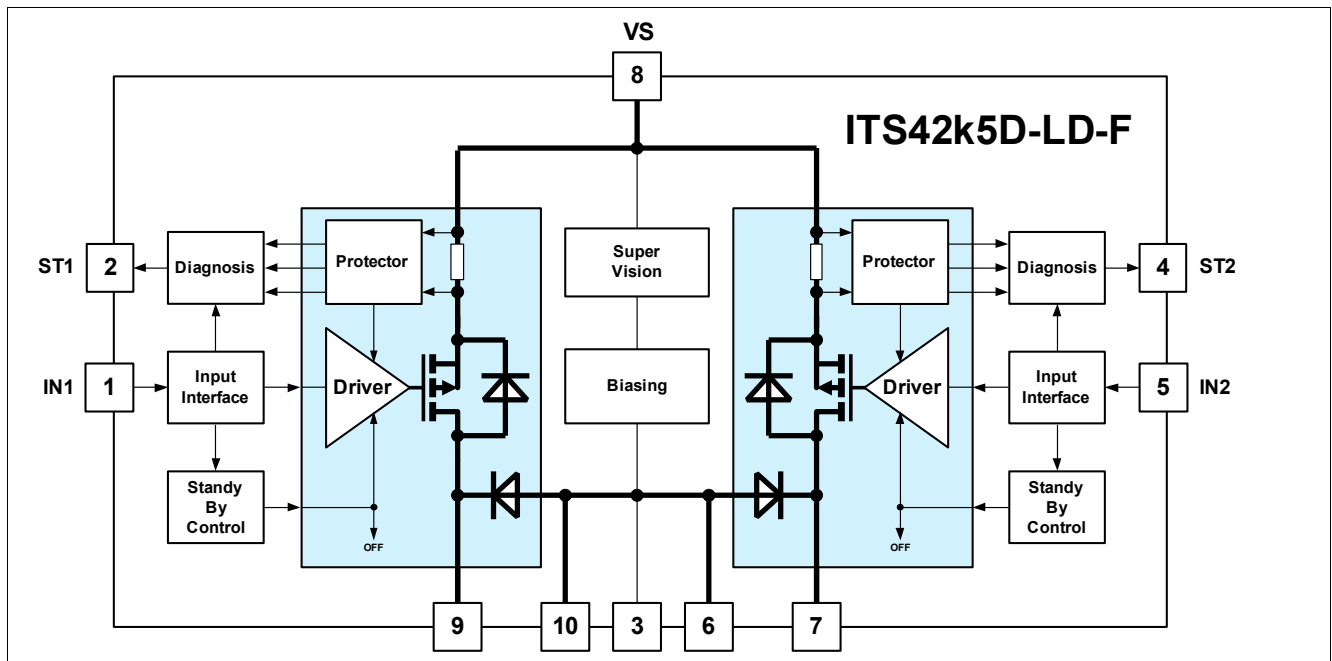 VS
8
ITS42k5D-LD-F
ST1
2
Diagnosis
Protector
Super
Vision
Protector
Diagnosis
4
ST2
IN1
1
Input
Interface
Driver
Biasing
Driver
Input
Interface
5
IN2
Standy
By
Control
OFF
OFF
Standy
By
Control
9
10
3
6
7